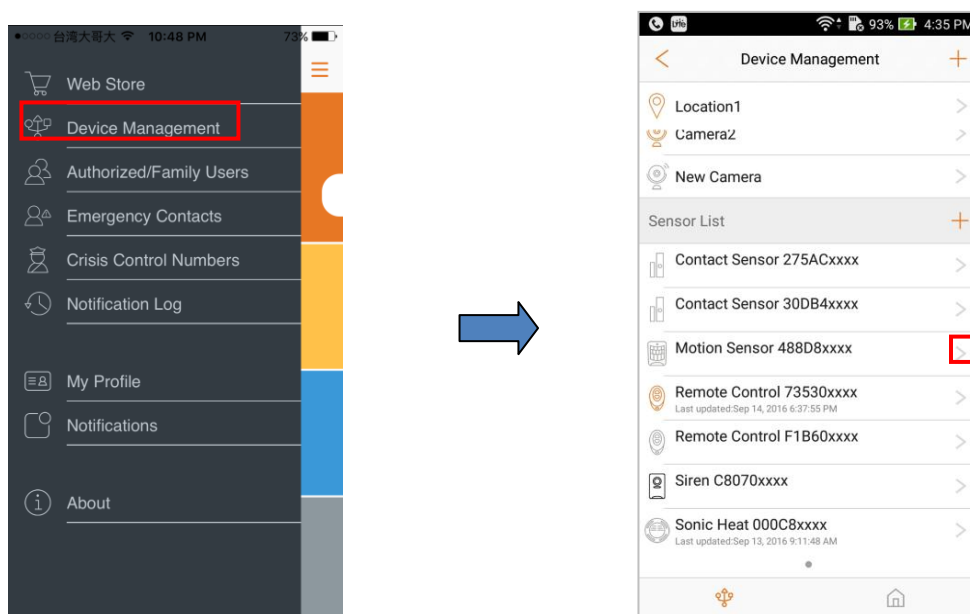 台湾大哥大 10:48 PM 73%
Web Store
Device Management
Authorized/Family Users
Emergency Contacts
Crisis Control Numbers
Notification Log
My Profile
Notifications
About
93% 4:35 PM
Device Management
Location1
Camera2
New Camera
Sensor List
Contact Sensor 275ACxxxx
Contact Sensor 30DB4xxxx
Motion Sensor 488D8xxxx
Remote Control 73530xxxx
Last updated:Sep 14, 2016 6:37:55 PM
Remote Control F1B60xxxx
Siren C8070xxxx
Sonic Heat 000C8xxxx
Last updated:Sep 13, 2016 9:11:48 AM